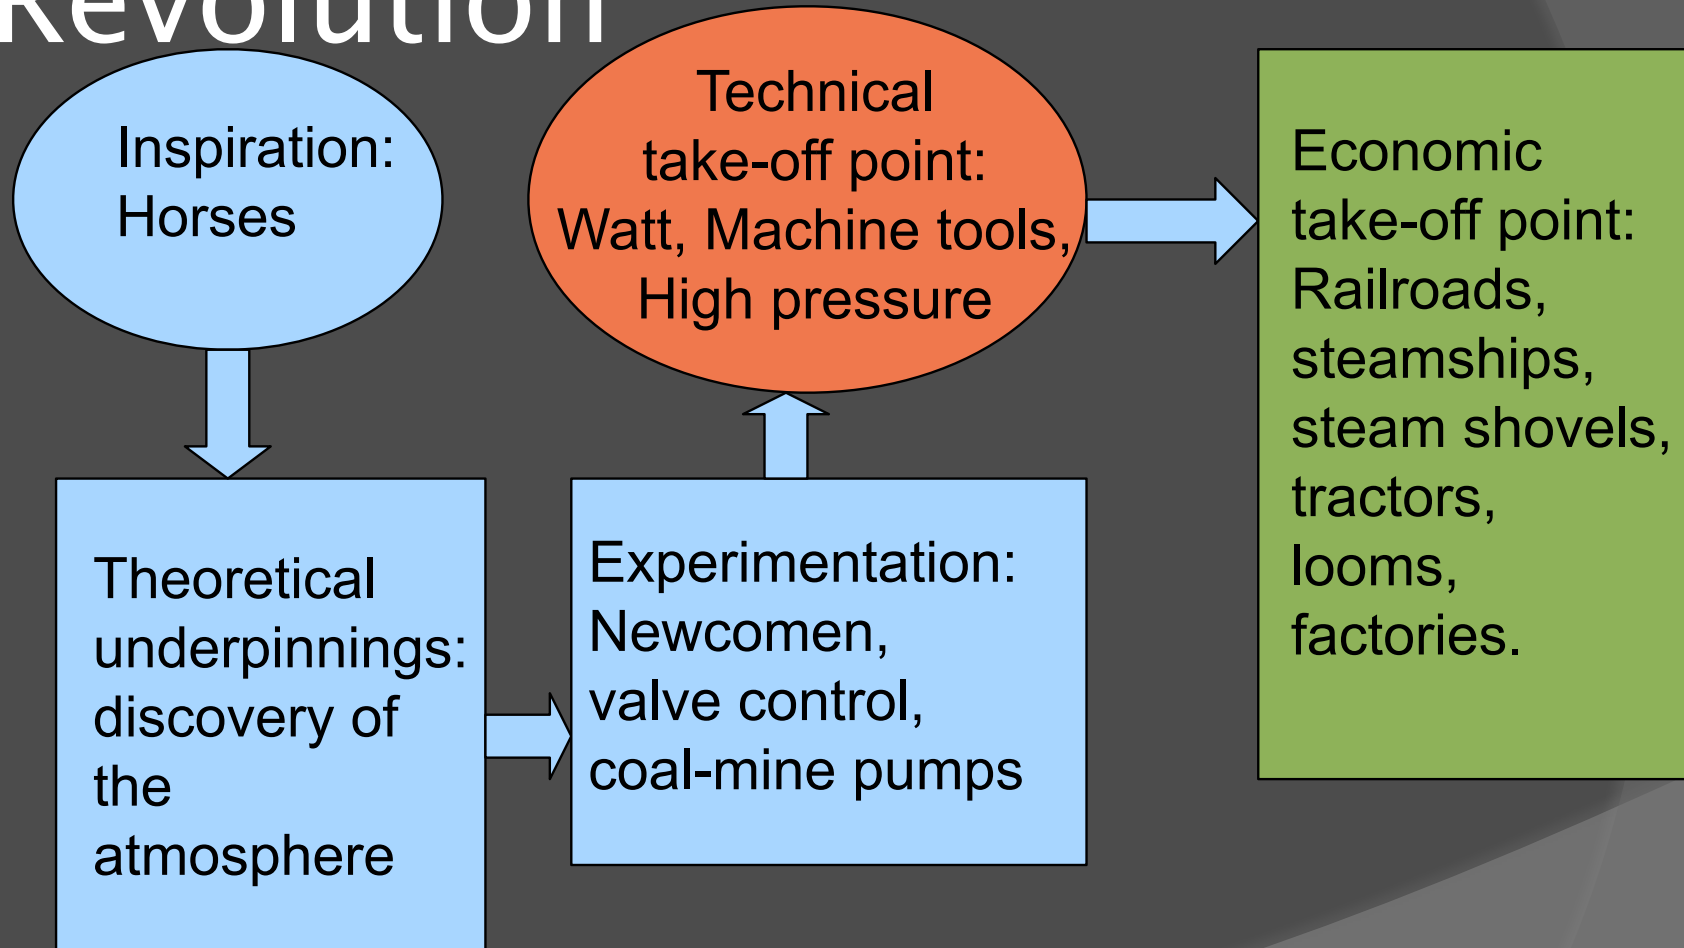 Revolution
Inspiration:
Horses
Theoretical
underpinnings:
discovery of
the
atmosphere
Experimentation:
Newcomen,
valve control,
coal-mine pumps
Technical
take-off point:
Watt, Machine tools,
High pressure
Economic
take-off point:
Railroads,
steamships,
steam shovels,
tractors,
looms,
factories.